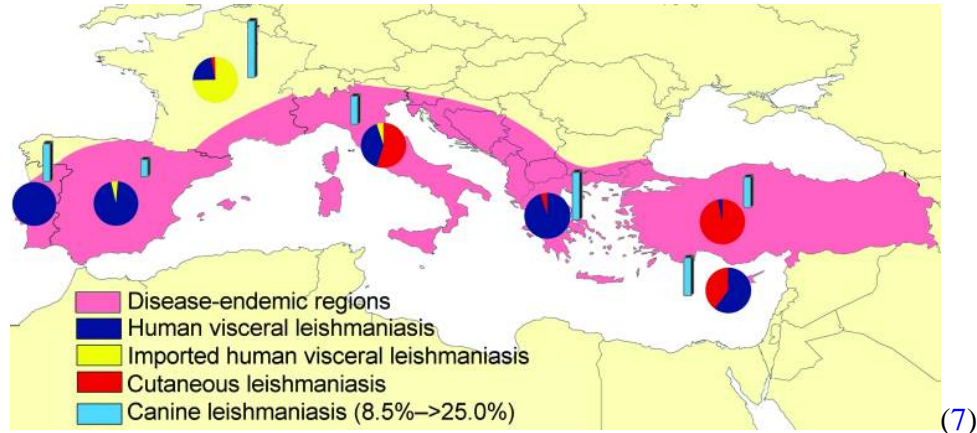 Disease-endemic regions
Human visceral leishmaniasis
Imported human visceral leishmaniasis
Cutaneous leishmaniasis
Canine leishmaniasis (8.5%–>25.0%)
(7)